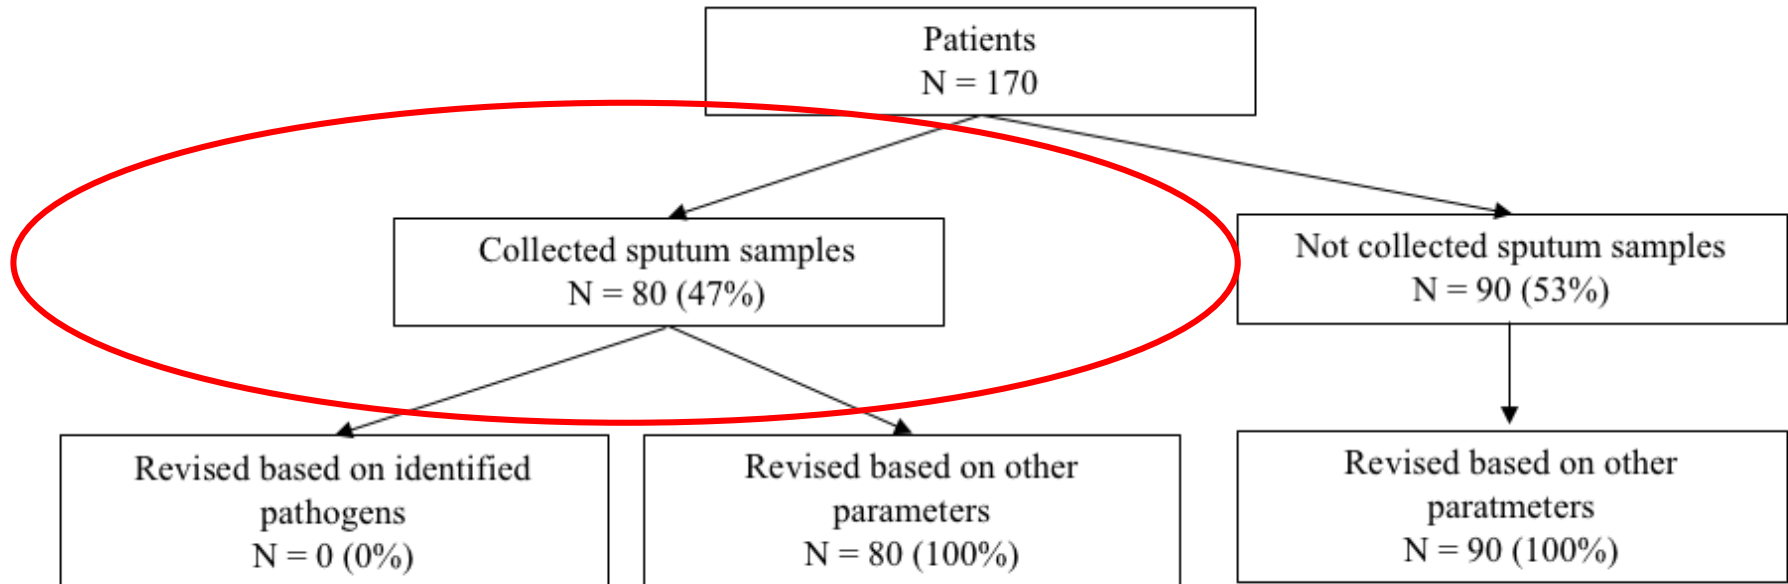 Patients
N = 170
Collected sputum samples
N = 80 (47%)
Not collected sputum samples
N = 90 (53%)
Revised based on identified
pathogens
N = 0 (0%)
Revised based on other
parameters
N = 80 (100%)
Revised based on other
paratmeters
N = 90 (100%)